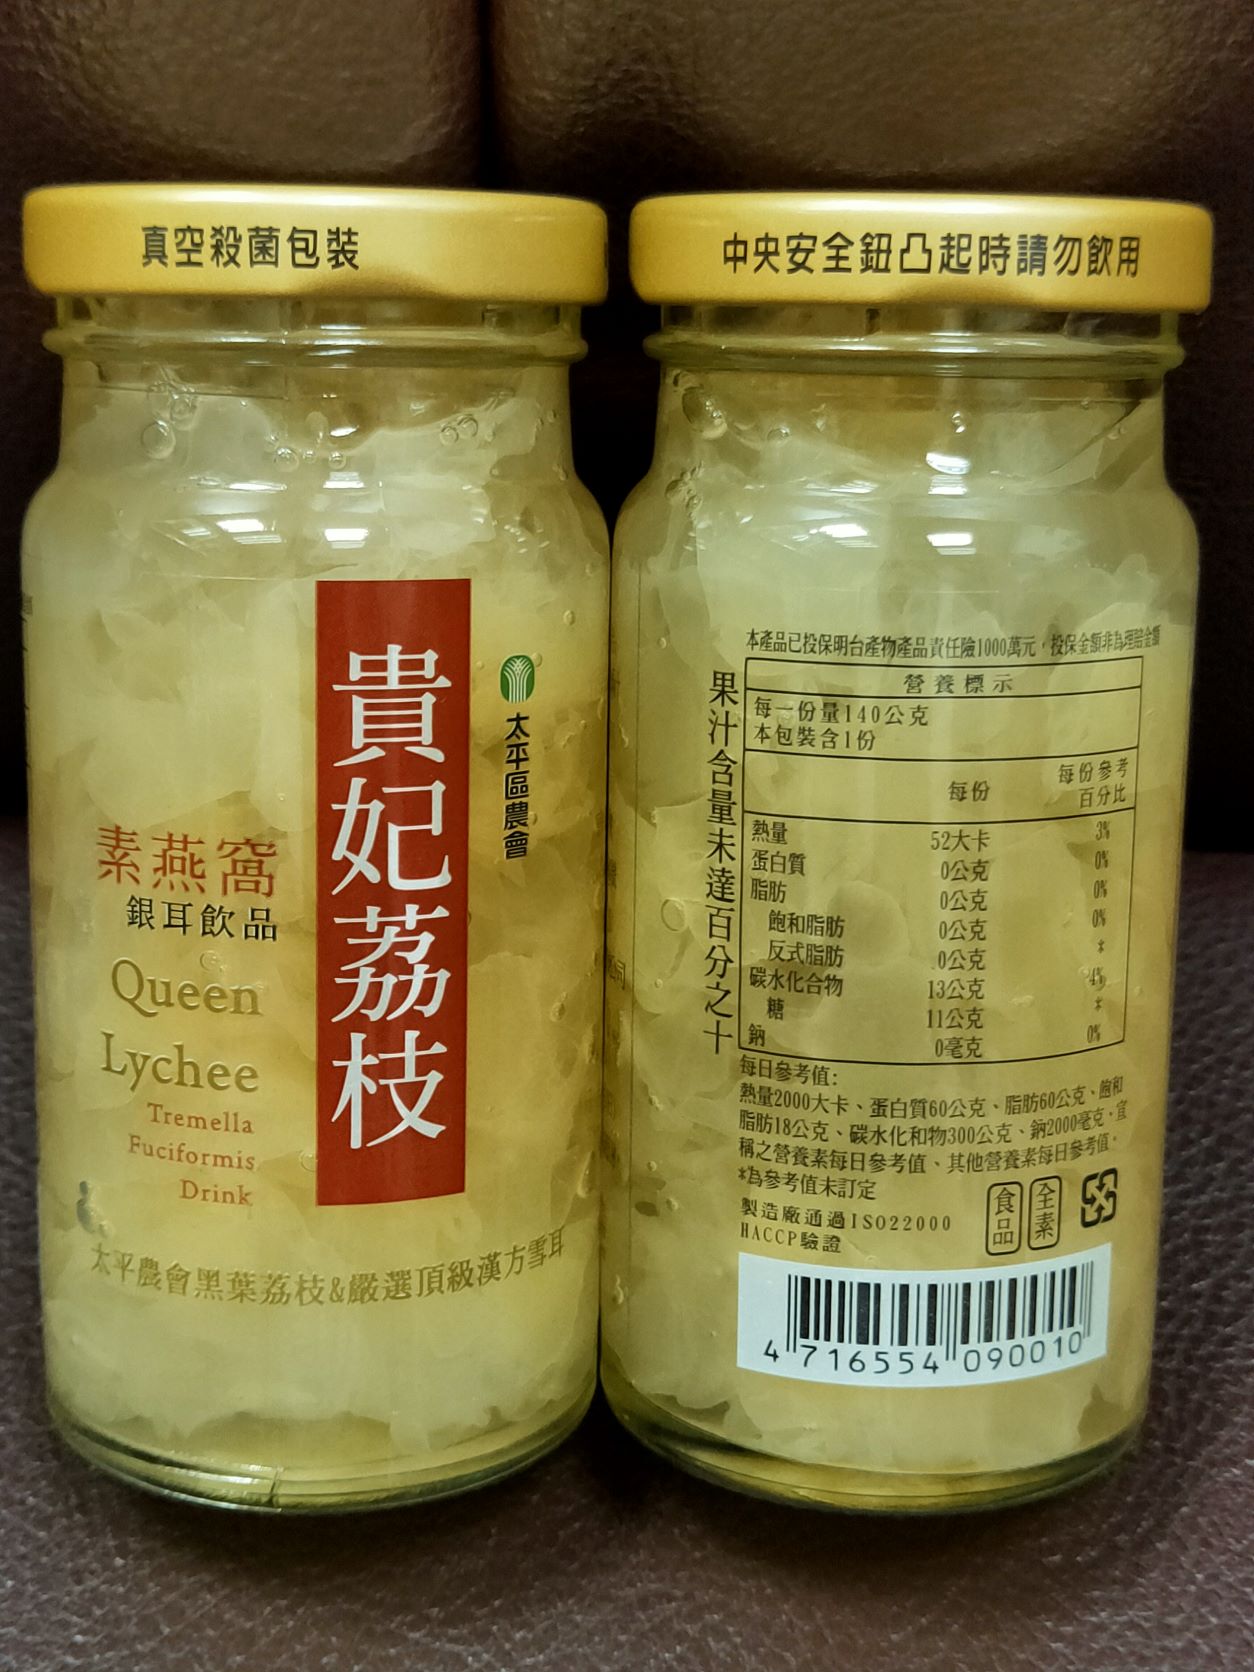 真空殺菌包裝
貴妃荔枝
太平區農會
素燕窩
銀耳飲品
Queen
Lychee
Tremella
Fuciformis
Drink
太平農會黑葉荔枝&嚴選頂級漢方雪耳
中央安全鈕凸起時請勿飲用
本產品已投保明台產物產品責任險1000萬元,投保金額非為理賠金額
果汁含量未達百分之十
營養標示
每一份量140公克
本包裝含1份
每份 每份參考
百分比
熱量 52大卡 3%
蛋白質 0公克 0%
脂肪 0公克 0%
飽和脂肪 0公克 0%
反式脂肪 0公克 *
碳水化合物 13公克 4%
糖 11公克 *
鈉 0毫克 0%
每日參考值:
熱量2000大卡、蛋白質60公克、脂肪60公克、飽和
脂肪18公克、碳水化和物300公克、鈉2000毫克,宣
稱之營養素每日參考值、其他營養素每日參考值。
*為參考值未訂定
製造廠通過ISO22000
HACCP驗證
食品
全素
4 716554 090010